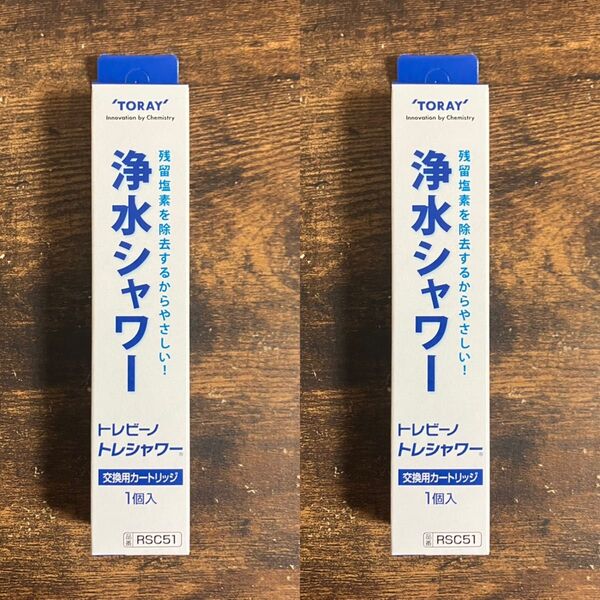 'TORAY'
Innovation by Chemistry
残留塩素を除去するからやさしい!
浄水シャワー
トレビーノ
トレシャワー®
交換用カートリッジ
1個入
品番 RSC51
'TORAY'
Innovation by Chemistry
残留塩素を除去するからやさしい!
浄水シャワー
トレビーノ
トレシャワー®
交換用カートリッジ
1個入
品番 RSC51